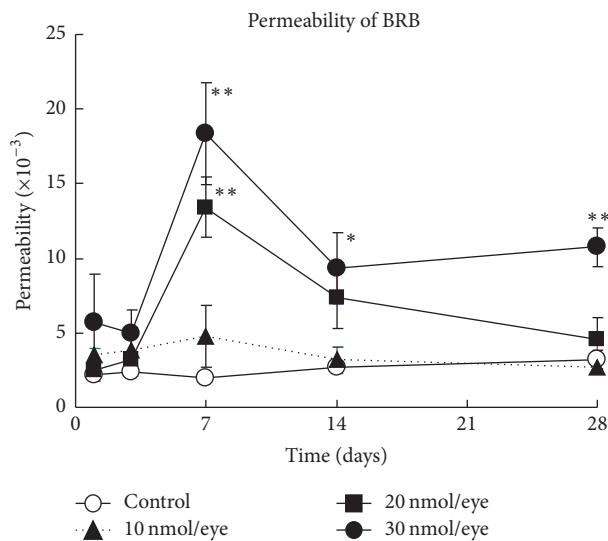 Permeability of BRB
25
20
15
10
5
0
Permeability (×10⁻³)
**
**
*
**
0 7 14 21 28
Time (days)
Control
20 nmol/eye
10 nmol/eye
30 nmol/eye